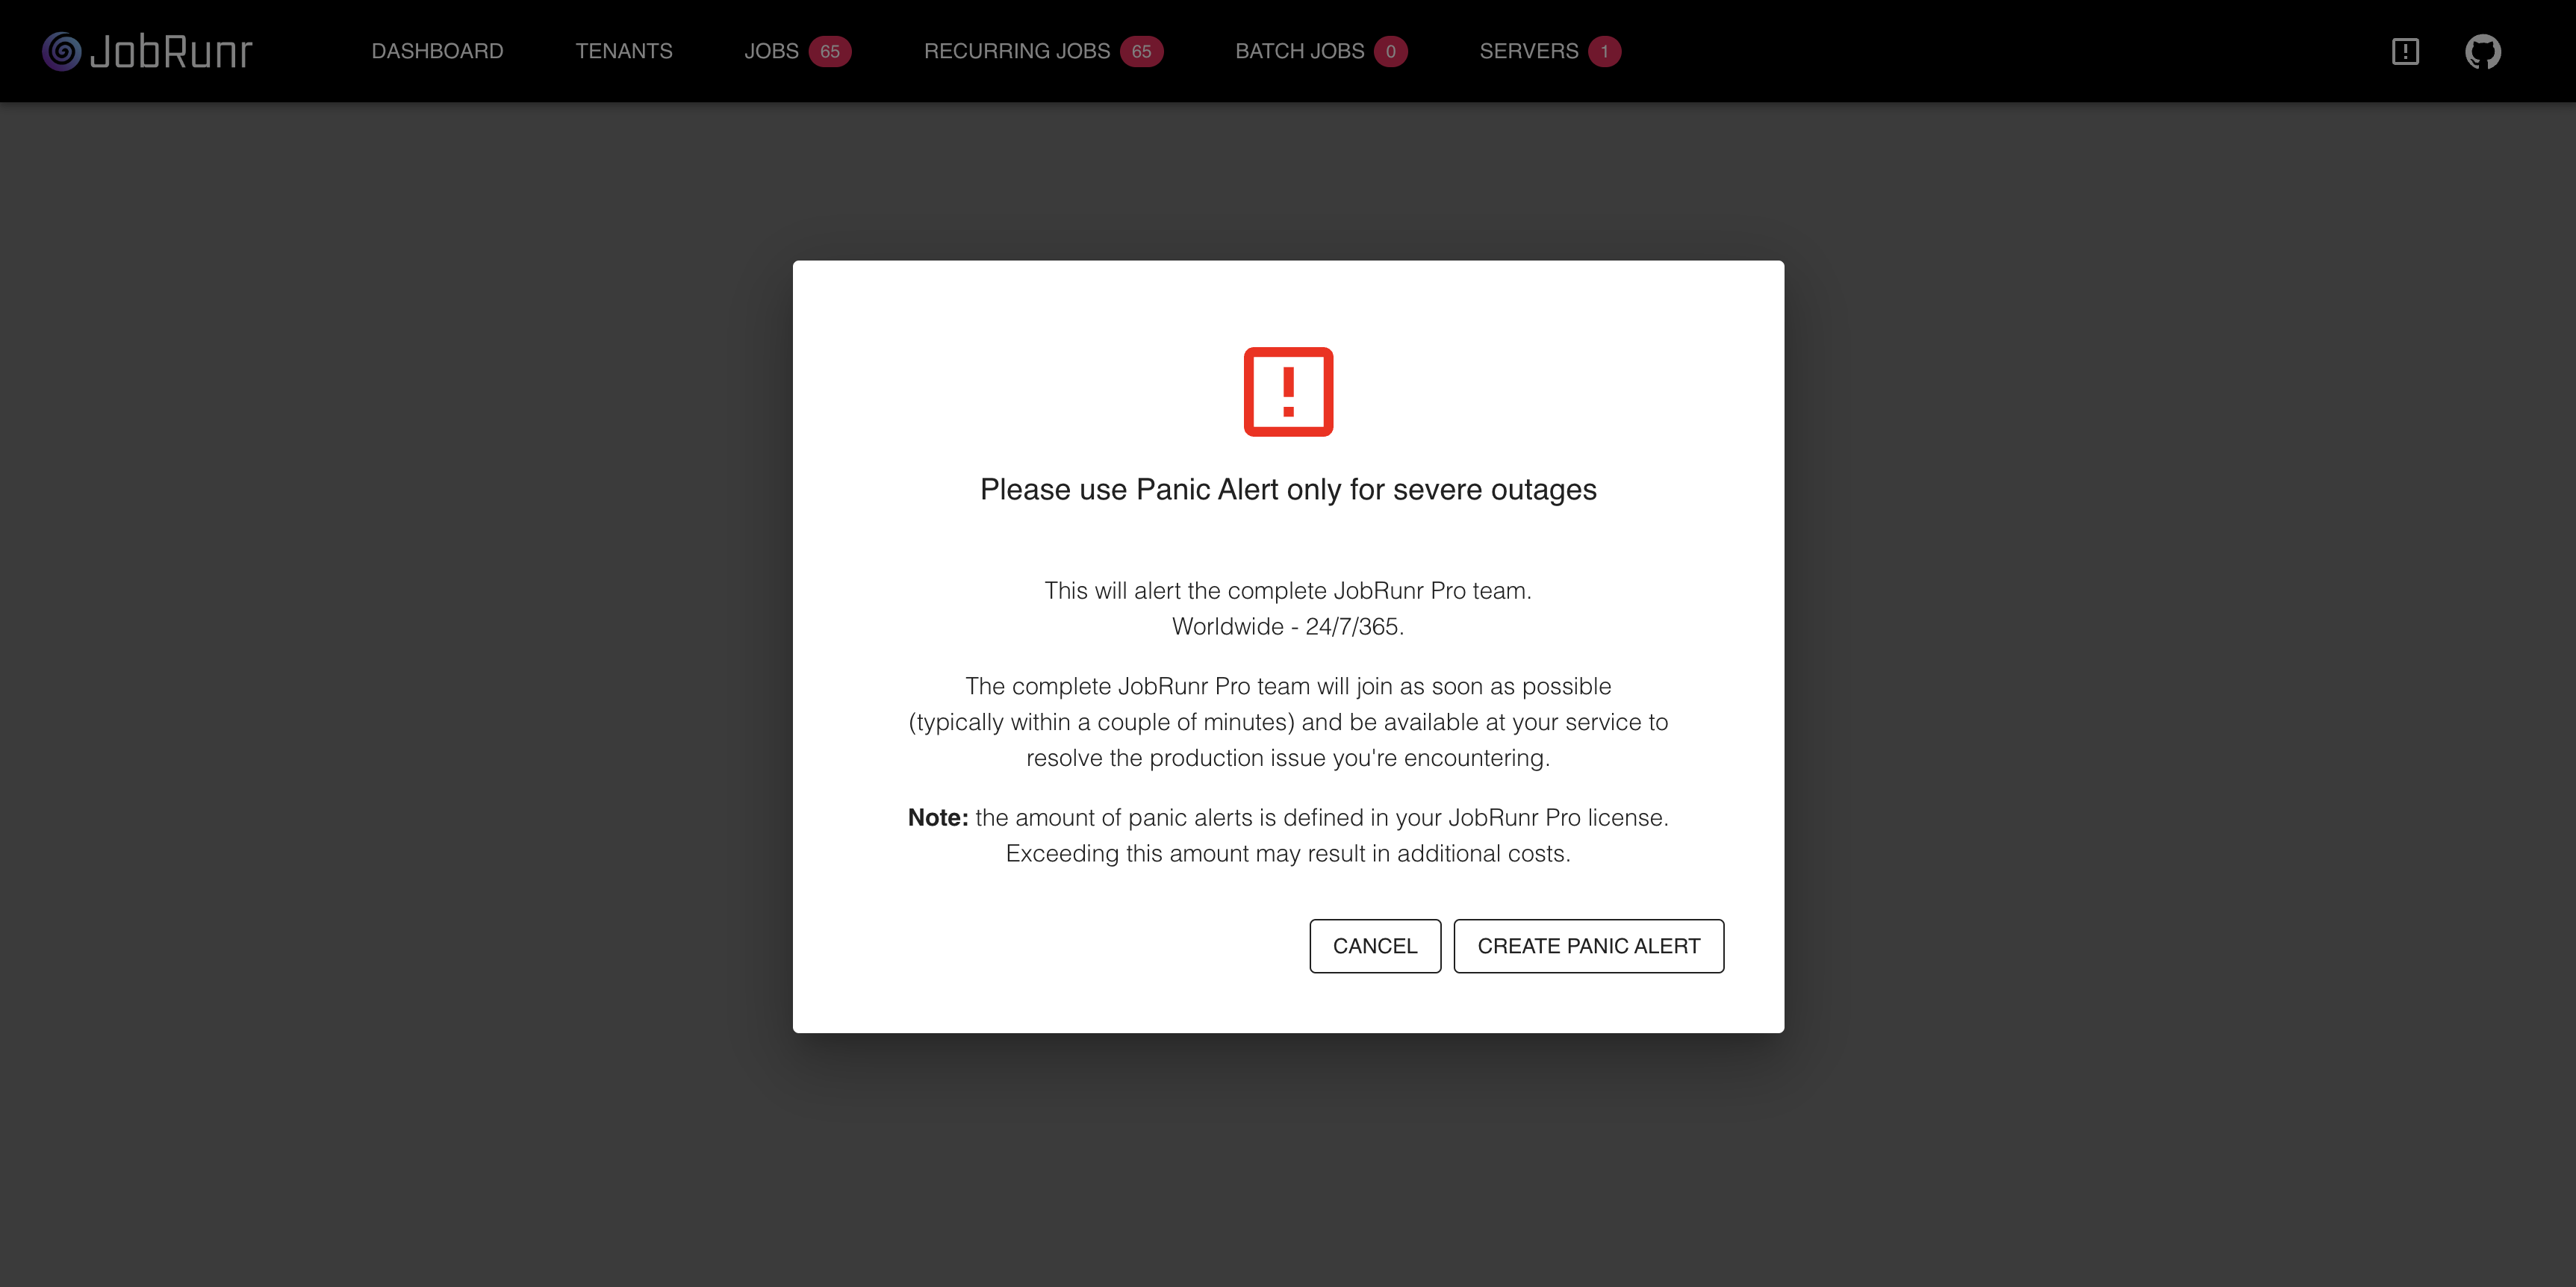 JobRunr
DASHBOARD
TENANTS
JOBS 65
RECURRING JOBS 65
BATCH JOBS 0
SERVERS 1
!
!
Please use Panic Alert only for severe outages
This will alert the complete JobRunr Pro team.
Worldwide - 24/7/365.
The complete JobRunr Pro team will join as soon as possible
(typically within a couple of minutes) and be available at your service to
resolve the production issue you're encountering.
Note: the amount of panic alerts is defined in your JobRunr Pro license.
Exceeding this amount may result in additional costs.
CANCEL
CREATE PANIC ALERT